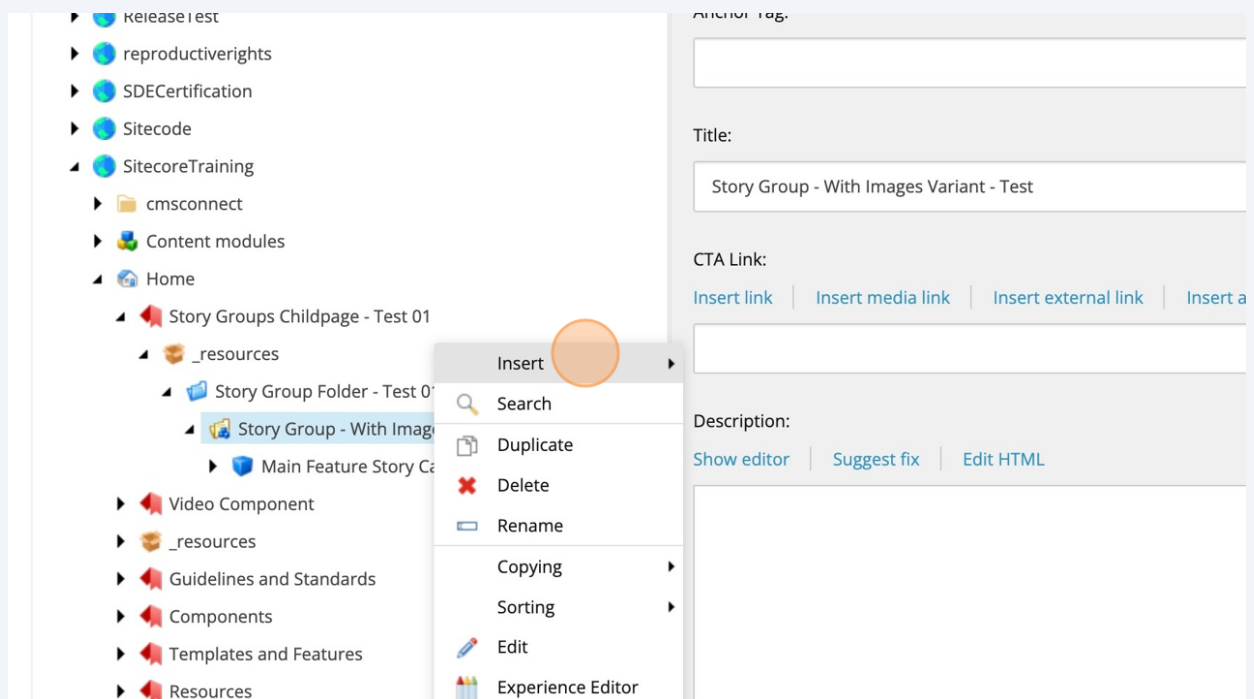 ReleaseTest
reproductiverights
SDECertification
Sitecode
SitecoreTraining
cmsconnect
Content modules
Home
Story Groups Childpage - Test 01
_resources
Story Group Folder - Test 01
Story Group - With Image
Main Feature Story Ca
Video Component
_resources
Guidelines and Standards
Components
Templates and Features
Resources
Insert
Search
Duplicate
Delete
Rename
Copying
Sorting
Edit
Experience Editor
Anchor Tag:
Title:
Story Group - With Images Variant - Test
CTA Link:
Insert link Insert media link Insert external link Insert a
Description:
Show editor Suggest fix Edit HTML